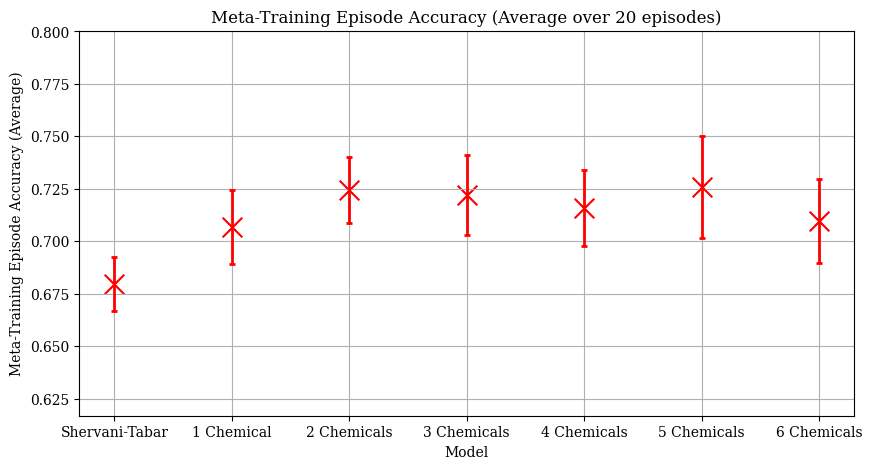 Meta-Training Episode Accuracy (Average over 20 episodes)
Meta-Training Episode Accuracy (Average)
0.800
0.775
0.750
0.725
0.700
0.675
0.650
0.625
Shervani-Tabar 1 Chemical 2 Chemicals 3 Chemicals 4 Chemicals 5 Chemicals 6 Chemicals
Model